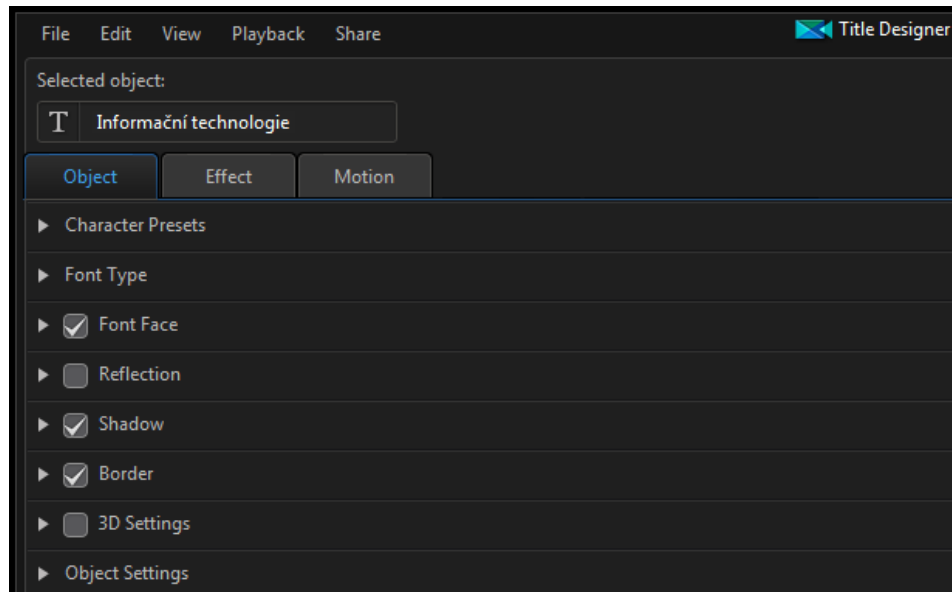 File Edit View Playback Share Title Designer
Selected object:
T Informační technologie
Object Effect Motion
Character Presets
Font Type
Font Face
Reflection
Shadow
Border
3D Settings
Object Settings